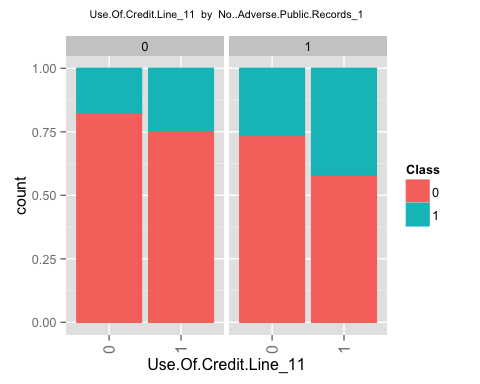 Use.Of.Credit.Line_11 by No..Adverse.Public.Records_1
0 1
1.00
0.75
0.50
0.25
0.00
count
0 1 0 1
Use.Of.Credit.Line_11
Class
0
1